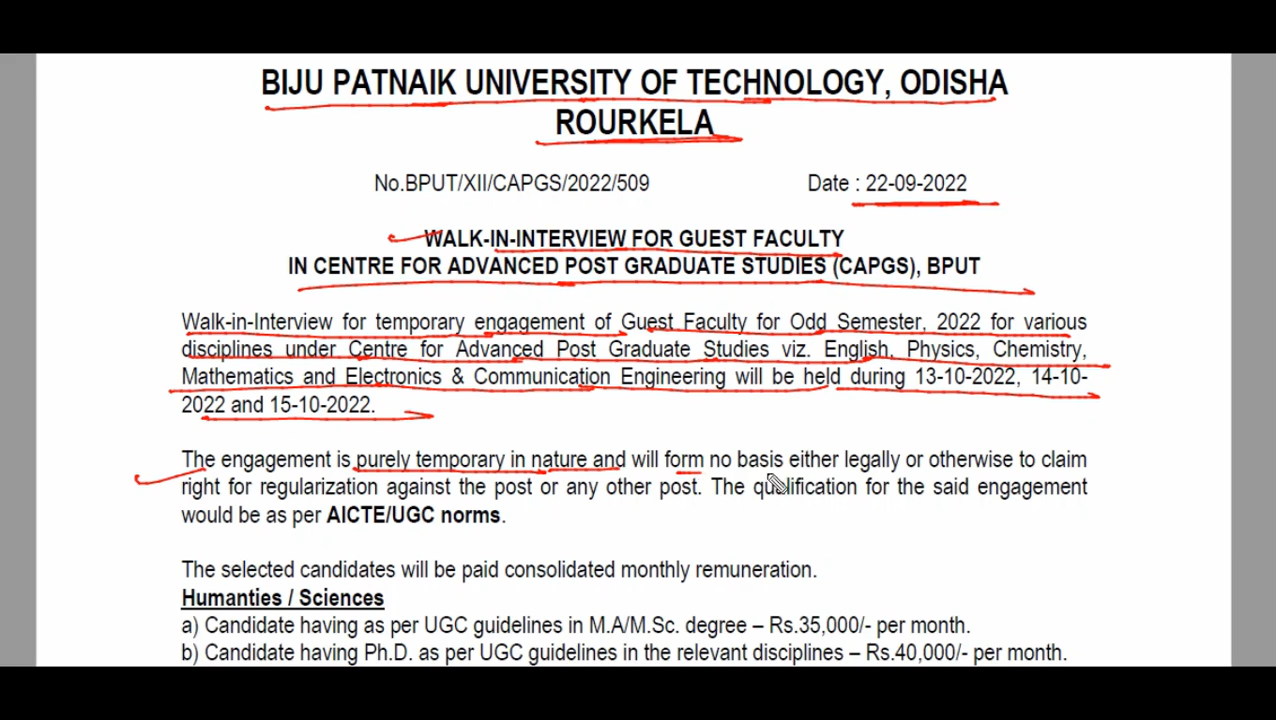 BIJU PATNAIK UNIVERSITY OF TECHNOLOGY, ODISHA
ROURKELA
No.BPUT/XII/CAPGS/2022/509 Date : 22-09-2022
WALK-IN-INTERVIEW FOR GUEST FACULTY
IN CENTRE FOR ADVANCED POST GRADUATE STUDIES (CAPGS), BPUT
Walk-in-Interview for temporary engagement of Guest Faculty for Odd Semester, 2022 for various
disciplines under Centre for Advanced Post Graduate Studies viz. English, Physics, Chemistry,
Mathematics and Electronics & Communication Engineering will be held during 13-10-2022, 14-10-
2022 and 15-10-2022.
The engagement is purely temporary in nature and will form no basis either legally or otherwise to claim
right for regularization against the post or any other post. The qualification for the said engagement
would be as per AICTE/UGC norms.
The selected candidates will be paid consolidated monthly remuneration.
Humanties / Sciences
a) Candidate having as per UGC guidelines in M.A/M.Sc. degree – Rs.35,000/- per month.
b) Candidate having Ph.D. as per UGC guidelines in the relevant disciplines – Rs.40,000/- per month.